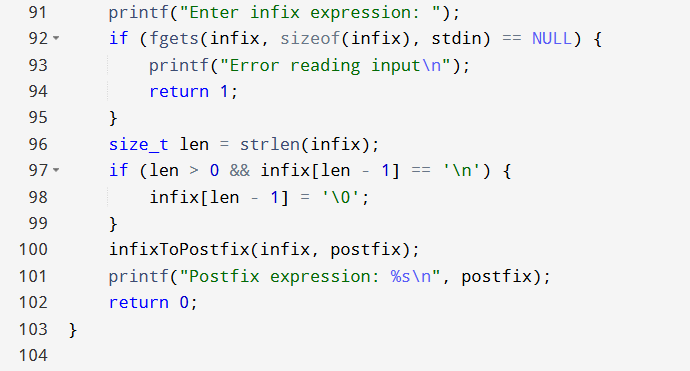 91     printf("Enter infix expression: ");
92     if (fgets(infix, sizeof(infix), stdin) == NULL) {
93         printf("Error reading input\n");
94         return 1;
95     }
96     size_t len = strlen(infix);
97     if (len > 0 && infix[len - 1] == '\n') {
98         infix[len - 1] = '\0';
99     }
100     infixToPostfix(infix, postfix);
101     printf("Postfix expression: %s\n", postfix);
102     return 0;
103 }
104